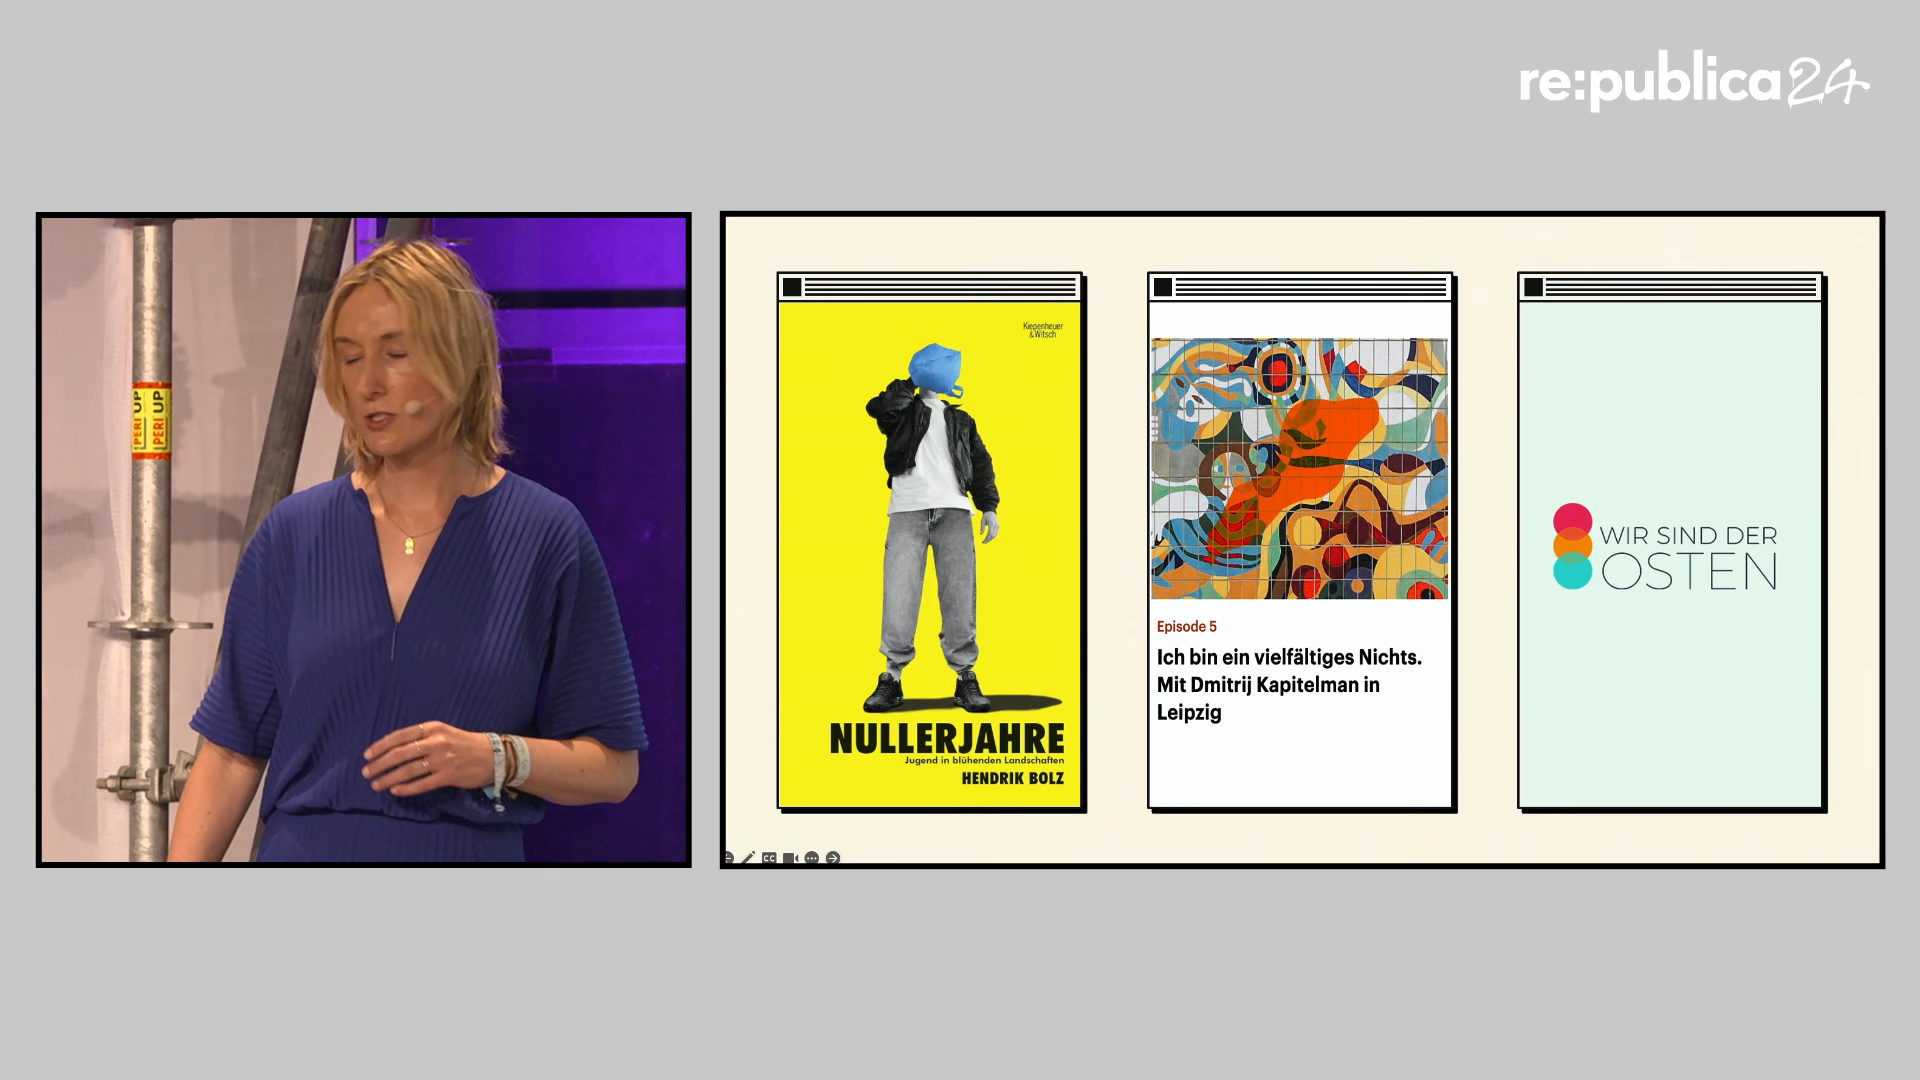 re:publica24
PERI UP
PERI UP
Kiepenheuer
& Witsch
NULLERJAHRE
Jugend in blühenden Landschaften
HENDRIK BOLZ
Episode 5
Ich bin ein vielfältiges Nichts.
Mit Dmitrij Kapitelman in
Leipzig
WIR SIND DER
OSTEN
CC